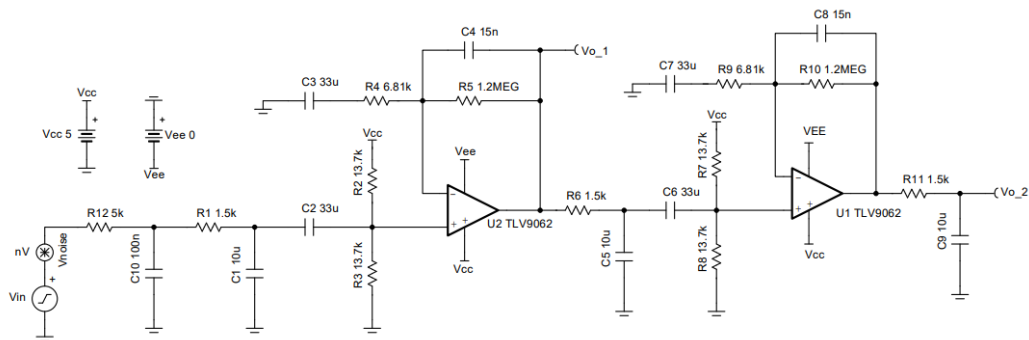 C4 15n
Vo_1
C3 33u
R4 6.81k
R5 1.2MEG
C8 15n
C7 33u
R9 6.81k
R10 1.2MEG
Vcc
Vcc 5
+
Vee 0
+
Vee
Vcc
R2 13.7k
R3 13.7k
Vee
U2 TLV9062
Vcc
R12 5k
R1 1.5k
C2 33u
nV
Vnoise
Vin
+
C10 100n
C1 10u
R6 1.5k
C6 33u
C5 10u
Vcc
R7 13.7k
R8 13.7k
VEE
U1 TLV9062
Vcc
R11 1.5k
Vo_2
C9 10u